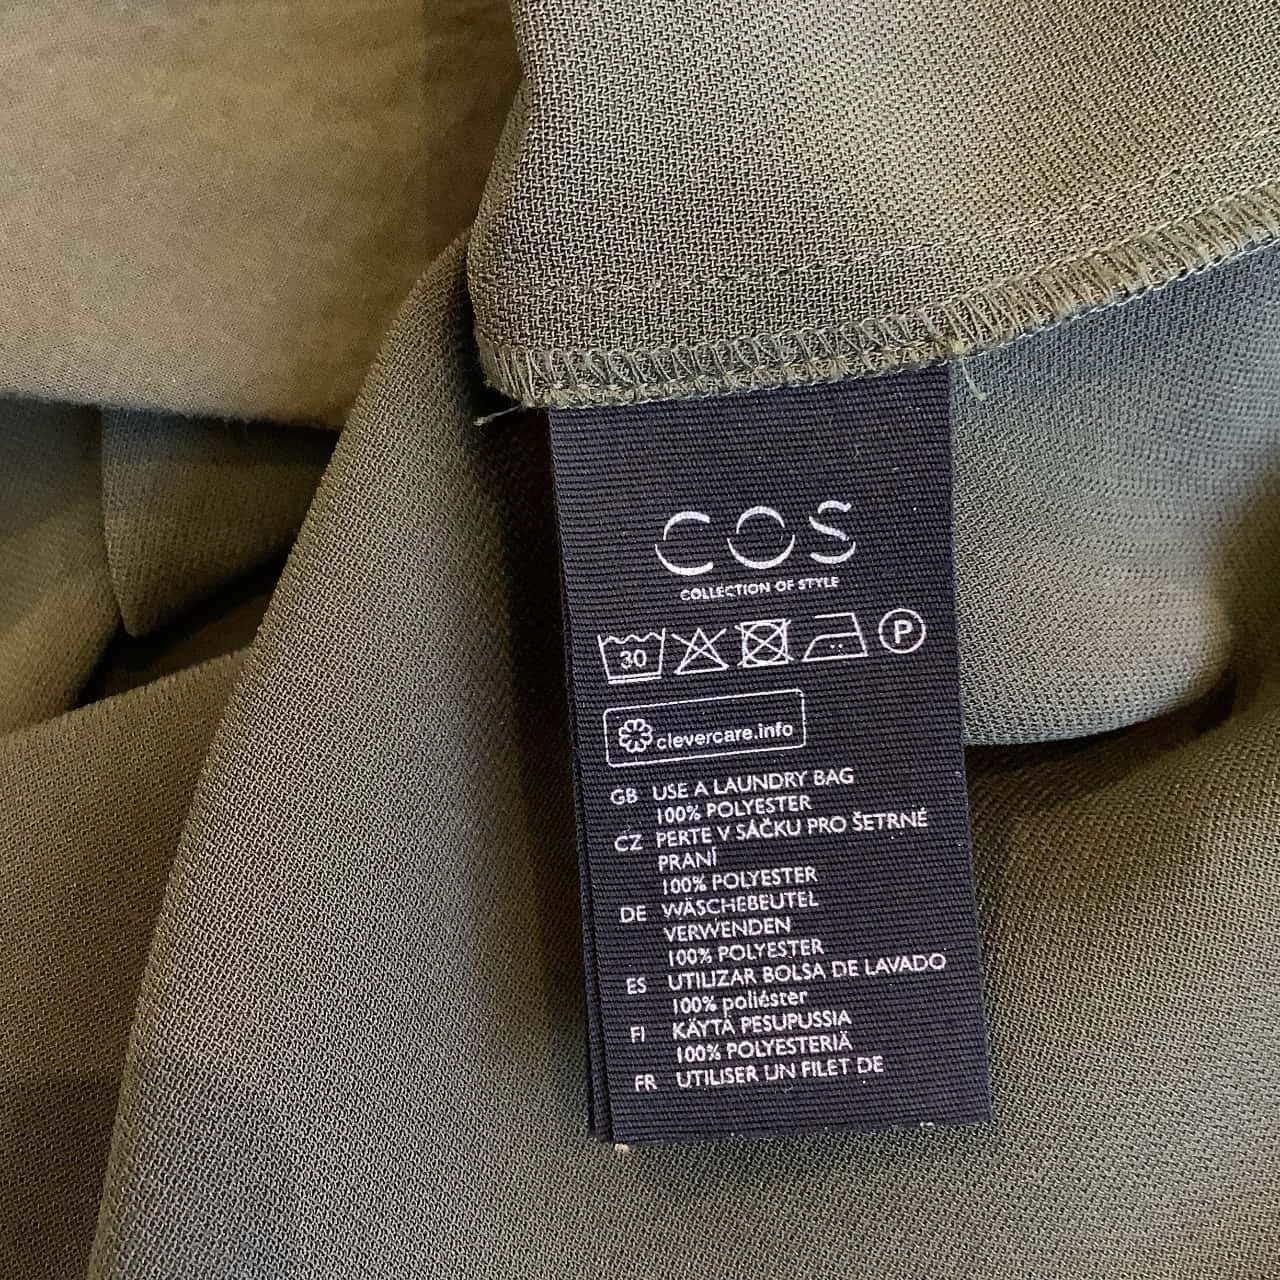 COS
COLLECTION OF STYLE
30 P
clevercare.info
GB USE A LAUNDRY BAG
100% POLYESTER
CZ PERTE V SÁČKU PRO ŠETRNÉ
PRANÍ
100% POLYESTER
DE WÄSCHEBEUTEL
VERWENDEN
100% POLYESTER
ES UTILIZAR BOLSA DE LAVADO
100% poliéster
FI KÄYTÄ PESUPUSSIA
100% POLYESTERIÄ
FR UTILISER UN FILET DE